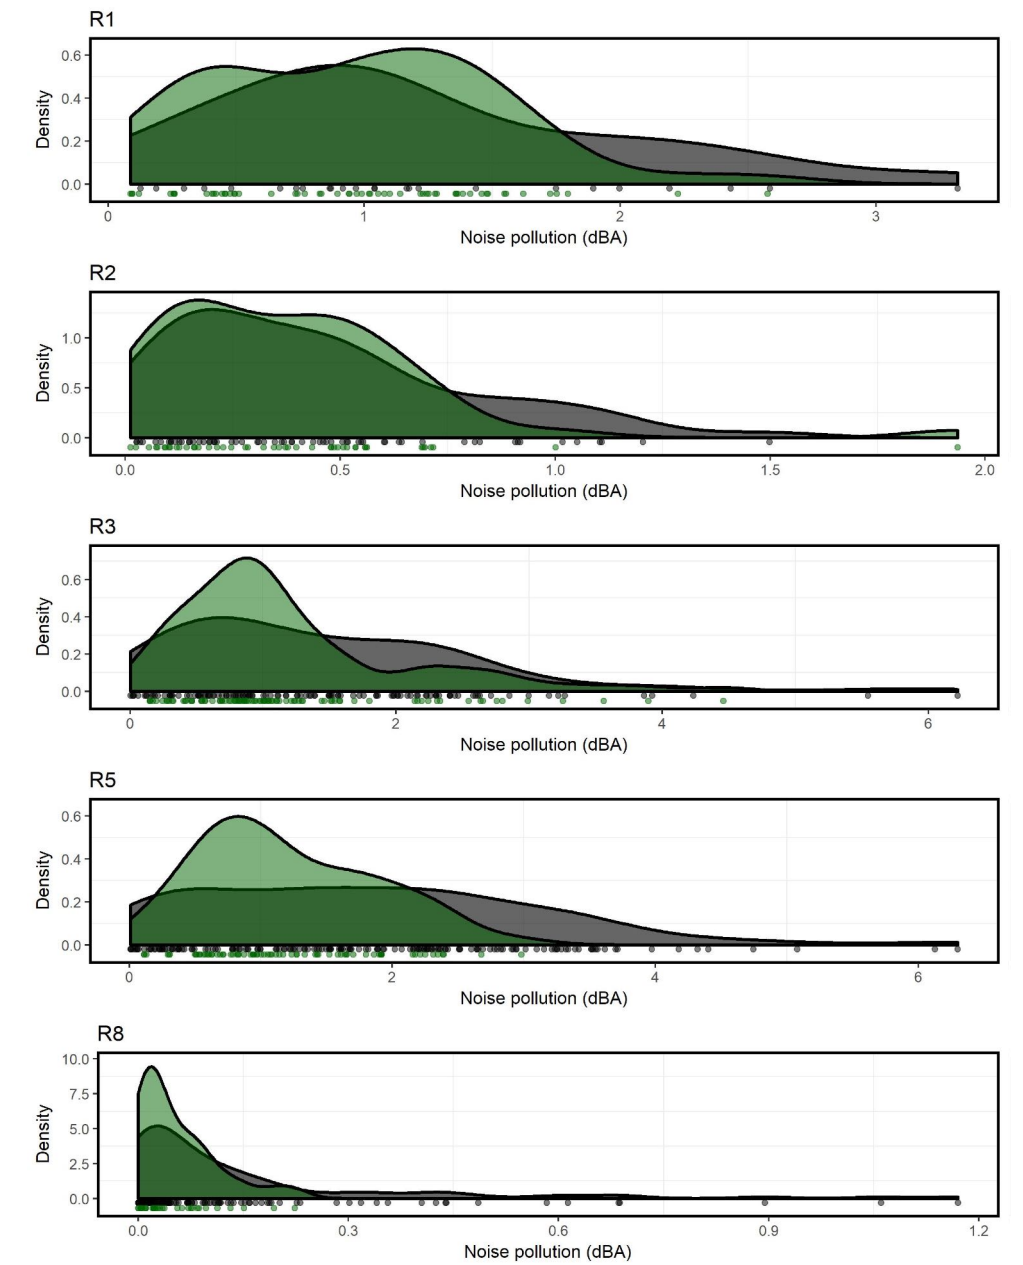 R1
0.6
0.4
0.2
0.0
Density
0 1 2 3
Noise pollution (dBA)
R2
1.0
0.5
0.0
Density
0.0 0.5 1.0 1.5 2.0
Noise pollution (dBA)
R3
0.6
0.4
0.2
0.0
Density
0 2 4 6
Noise pollution (dBA)
R5
0.6
0.4
0.2
0.0
Density
0 2 4 6
Noise pollution (dBA)
R8
10.0
7.5
5.0
2.5
0.0
Density
0.0 0.3 0.6 0.9 1.2
Noise pollution (dBA)